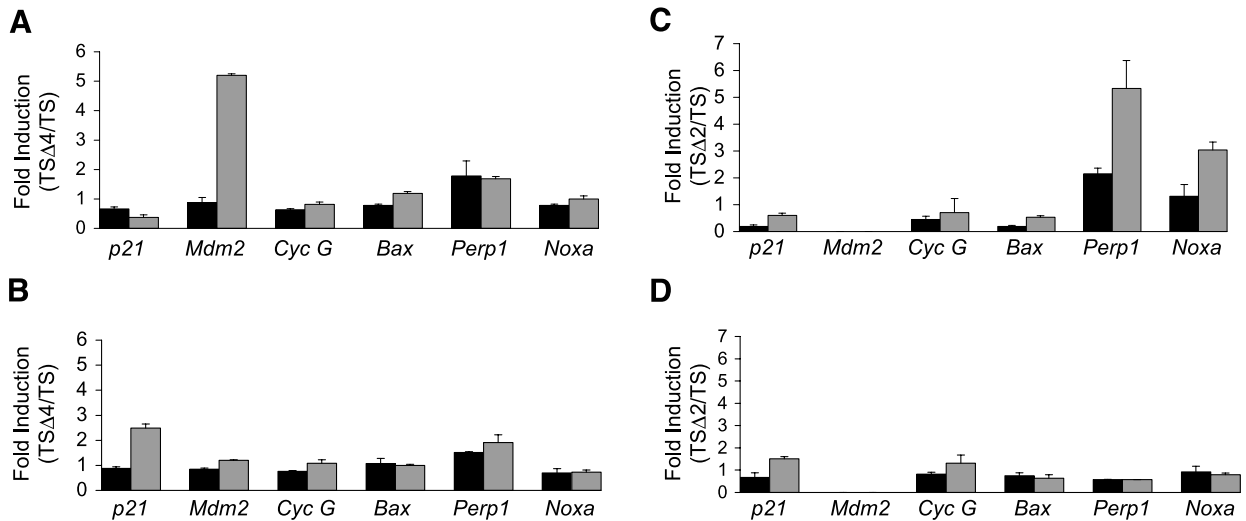 A
Fold Induction
(TSΔ4/TS)
6
5
4
3
2
1
0
p21 Mdm2 Cyc G Bax Perp1 Noxa
B
Fold Induction
(TSΔ4/TS)
6
5
4
3
2
1
0
p21 Mdm2 Cyc G Bax Perp1 Noxa
C
Fold Induction
(TSΔ2/TS)
7
6
5
4
3
2
1
0
p21 Mdm2 Cyc G Bax Perp1 Noxa
D
Fold Induction
(TSΔ2/TS)
7
6
5
4
3
2
1
0
p21 Mdm2 Cyc G Bax Perp1 Noxa